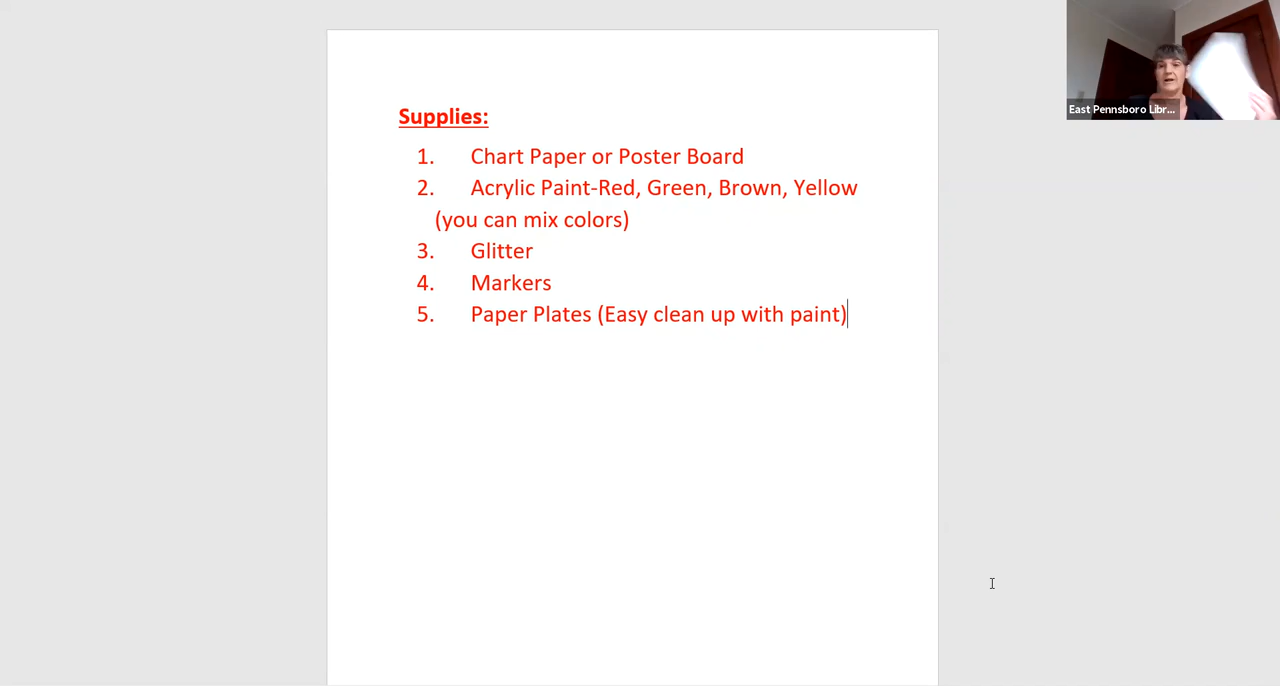 East Pennsboro Libr...
Supplies:
1. Chart Paper or Poster Board
2. Acrylic Paint-Red, Green, Brown, Yellow
(you can mix colors)
3. Glitter
4. Markers
5. Paper Plates (Easy clean up with paint)